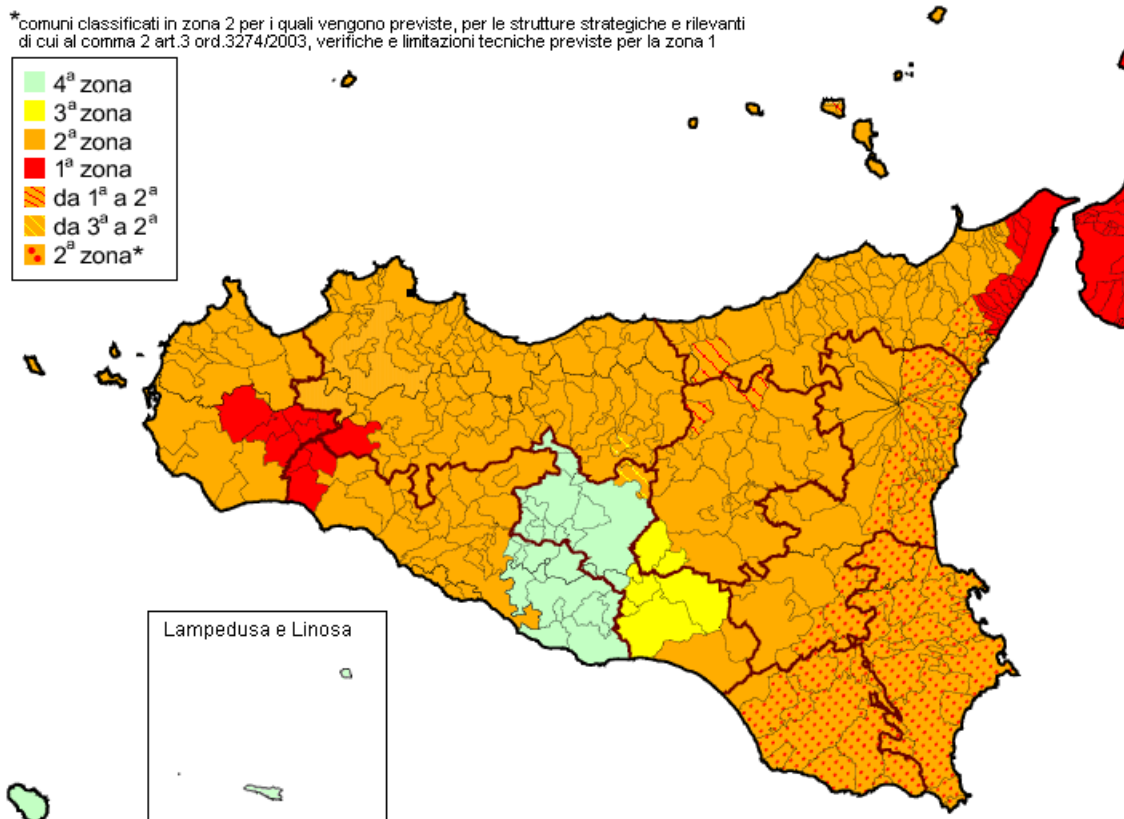 *comuni classificati in zona 2 per i quali vengono previste, per le strutture strategiche e rilevanti
di cui al comma 2 art.3 ord.3274/2003, verifiche e limitazioni tecniche previste per la zona 1
4ª zona
3ª zona
2ª zona
1ª zona
da 1ª a 2ª
da 3ª a 2ª
2ª zona*
Lampedusa e Linosa